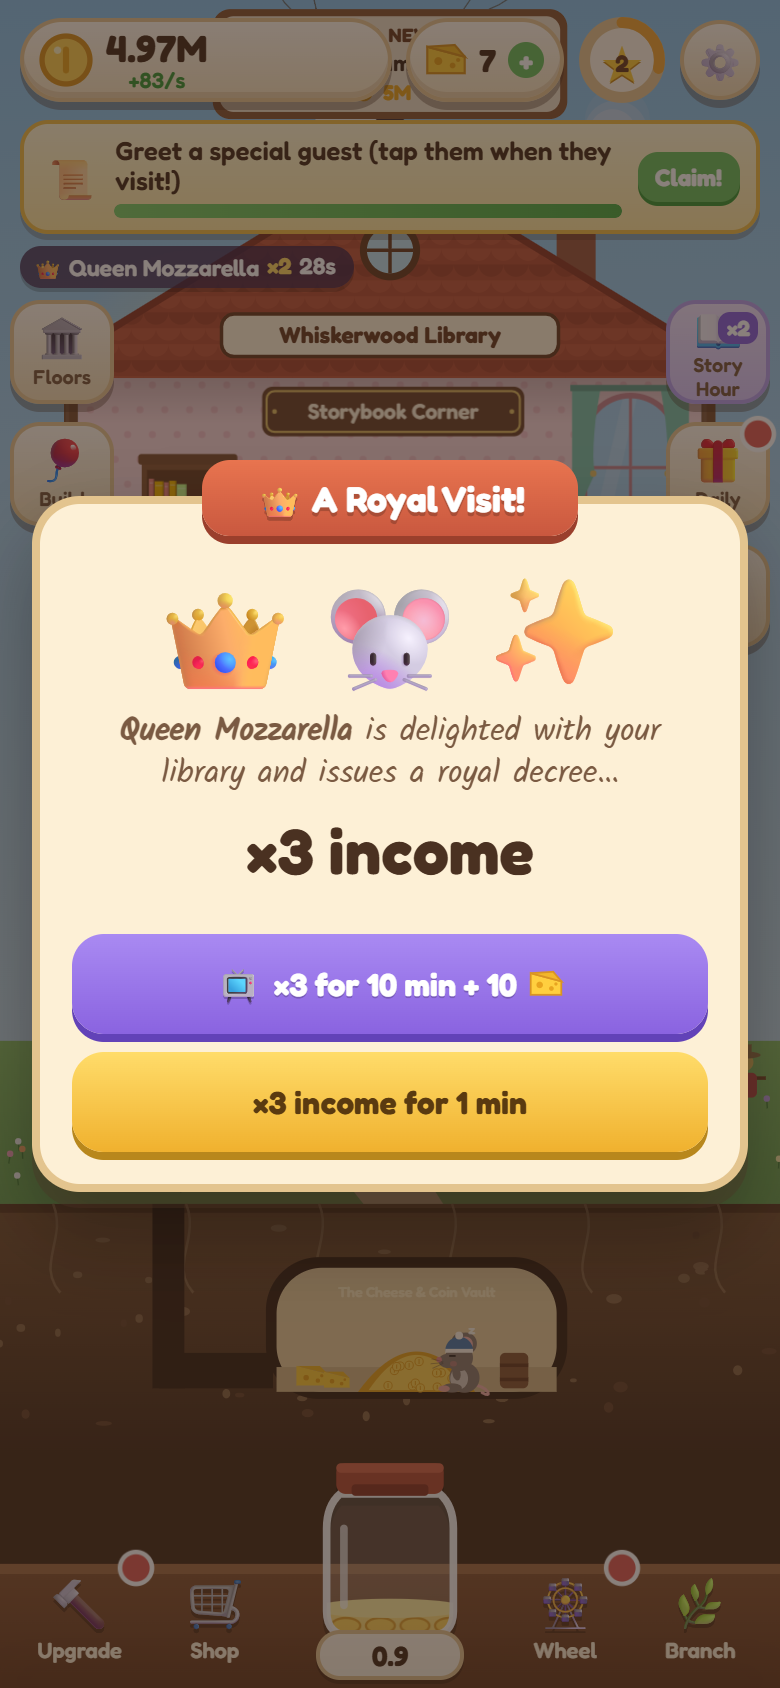 4.97M
+83/s
NE
5M
7
2
Greet a special guest (tap them when they
visit!)
Claim!
Queen Mozzarella x2 28s
Whiskerwood Library
Floors
x2
Story
Hour
Storybook Corner
A Royal Visit!
Queen Mozzarella is delighted with your
library and issues a royal decree...
x3 income
x3 for 10 min + 10
x3 income for 1 min
The Cheese & Coin Vault
Upgrade
Shop
0.9
Wheel
Branch